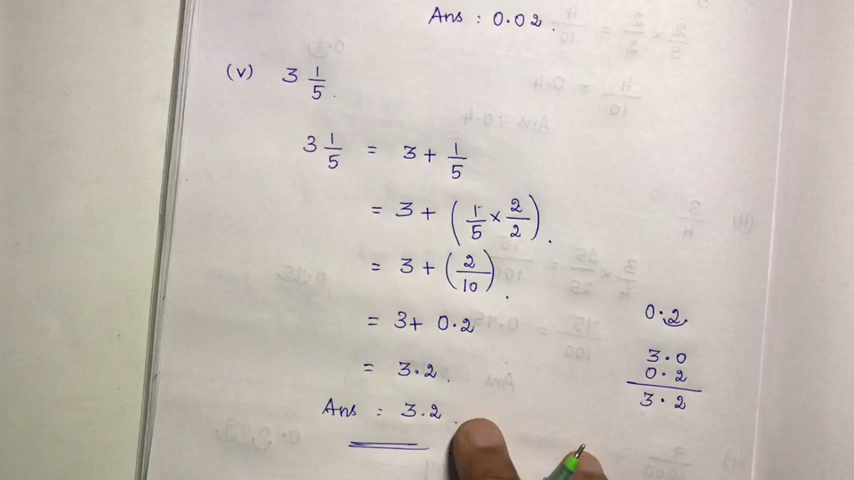 Ans : 0.02.
(v) 3 1/5.
3 1/5 = 3 + 1/5
= 3 + (1/5 × 2/2).
= 3 + (2/10).
= 3 + 0.2
= 3.2.
Ans : 3.2.
0.2.
3.0
0.2
3.2